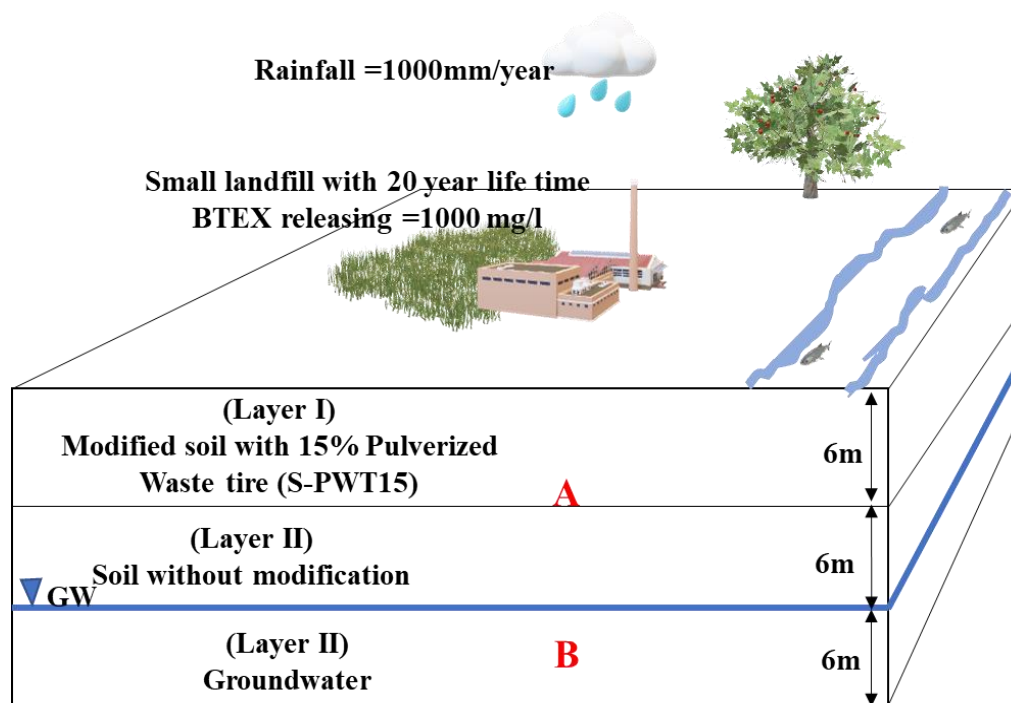 Rainfall =1000mm/year
Small landfill with 20 year life time
BTEX releasing =1000 mg/l
(Layer I)
Modified soil with 15% Pulverized
Waste tire (S-PWT15)
6m
A
(Layer II)
Soil without modification
6m
GW
(Layer II)
Groundwater
B
6m